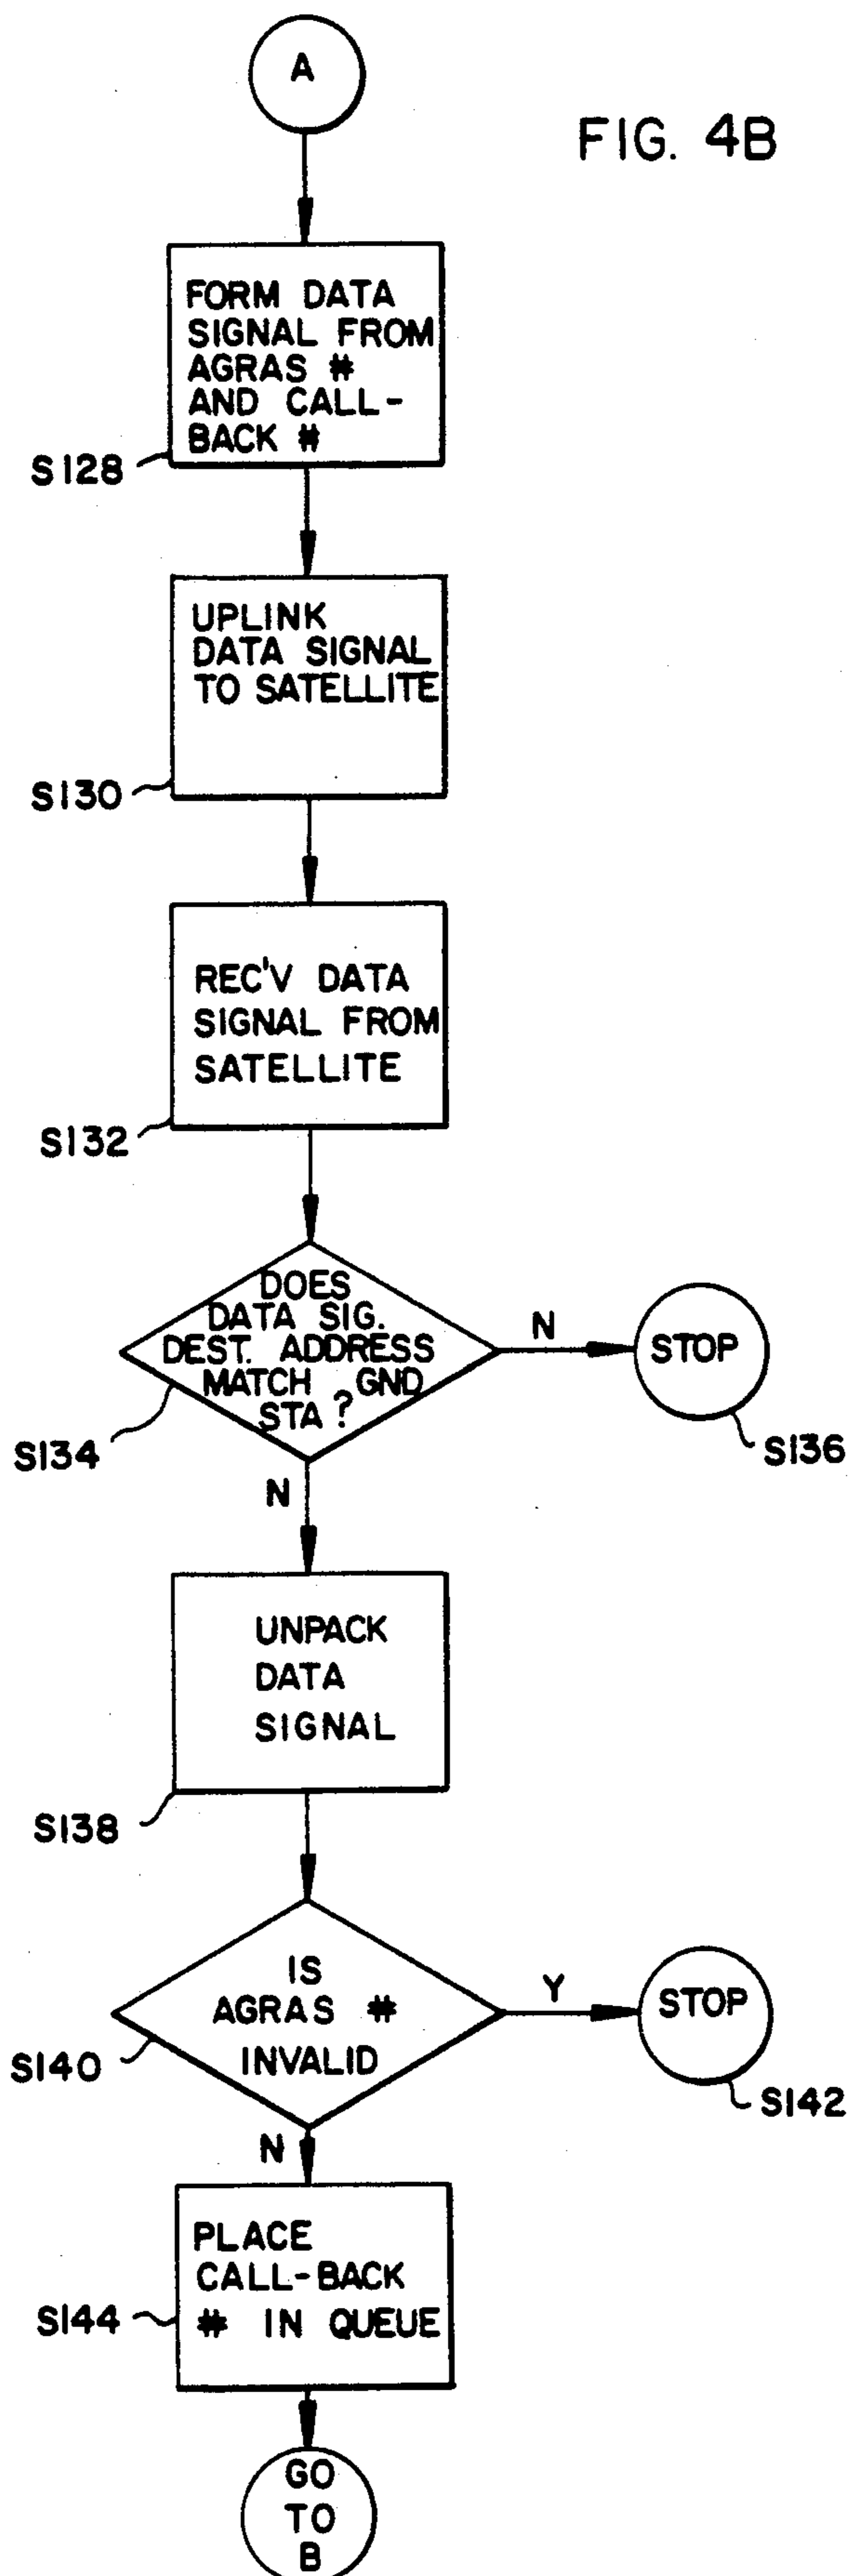 A
FIG. 4B
FORM DATA
SIGNAL FROM
AGRAS #
AND CALL-
BACK #
S128
UPLINK
DATA SIGNAL
TO SATELLITE
S130
REC'V DATA
SIGNAL FROM
SATELLITE
S132
DOES
DATA SIG.
DEST. ADDRESS
MATCH GND
STA?
S134
N
STOP
S136
N
UNPACK
DATA
SIGNAL
S138
IS
AGRAS #
INVALID
S140
Y
STOP
S142
N
PLACE
CALL-BACK
# IN QUEUE
S144
GO
TO
B